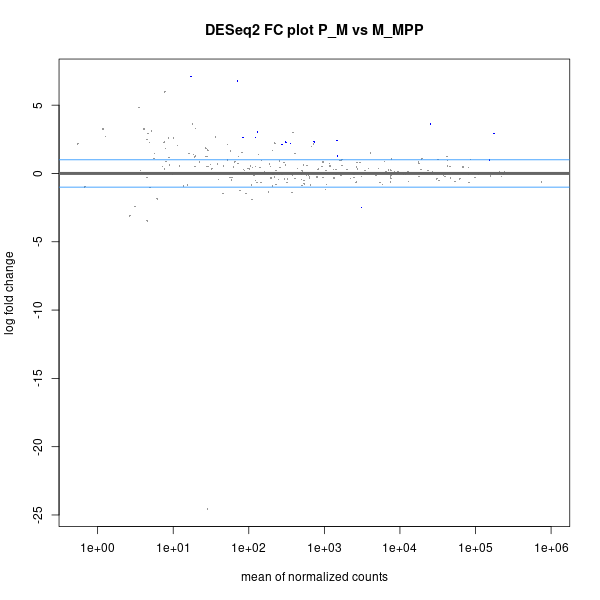 DESeq2 FC plot P_M vs M_MPP
5
0
-5
-10
-15
-20
-25
log fold change
1e+00 1e+01 1e+02 1e+03 1e+04 1e+05 1e+06
mean of normalized counts